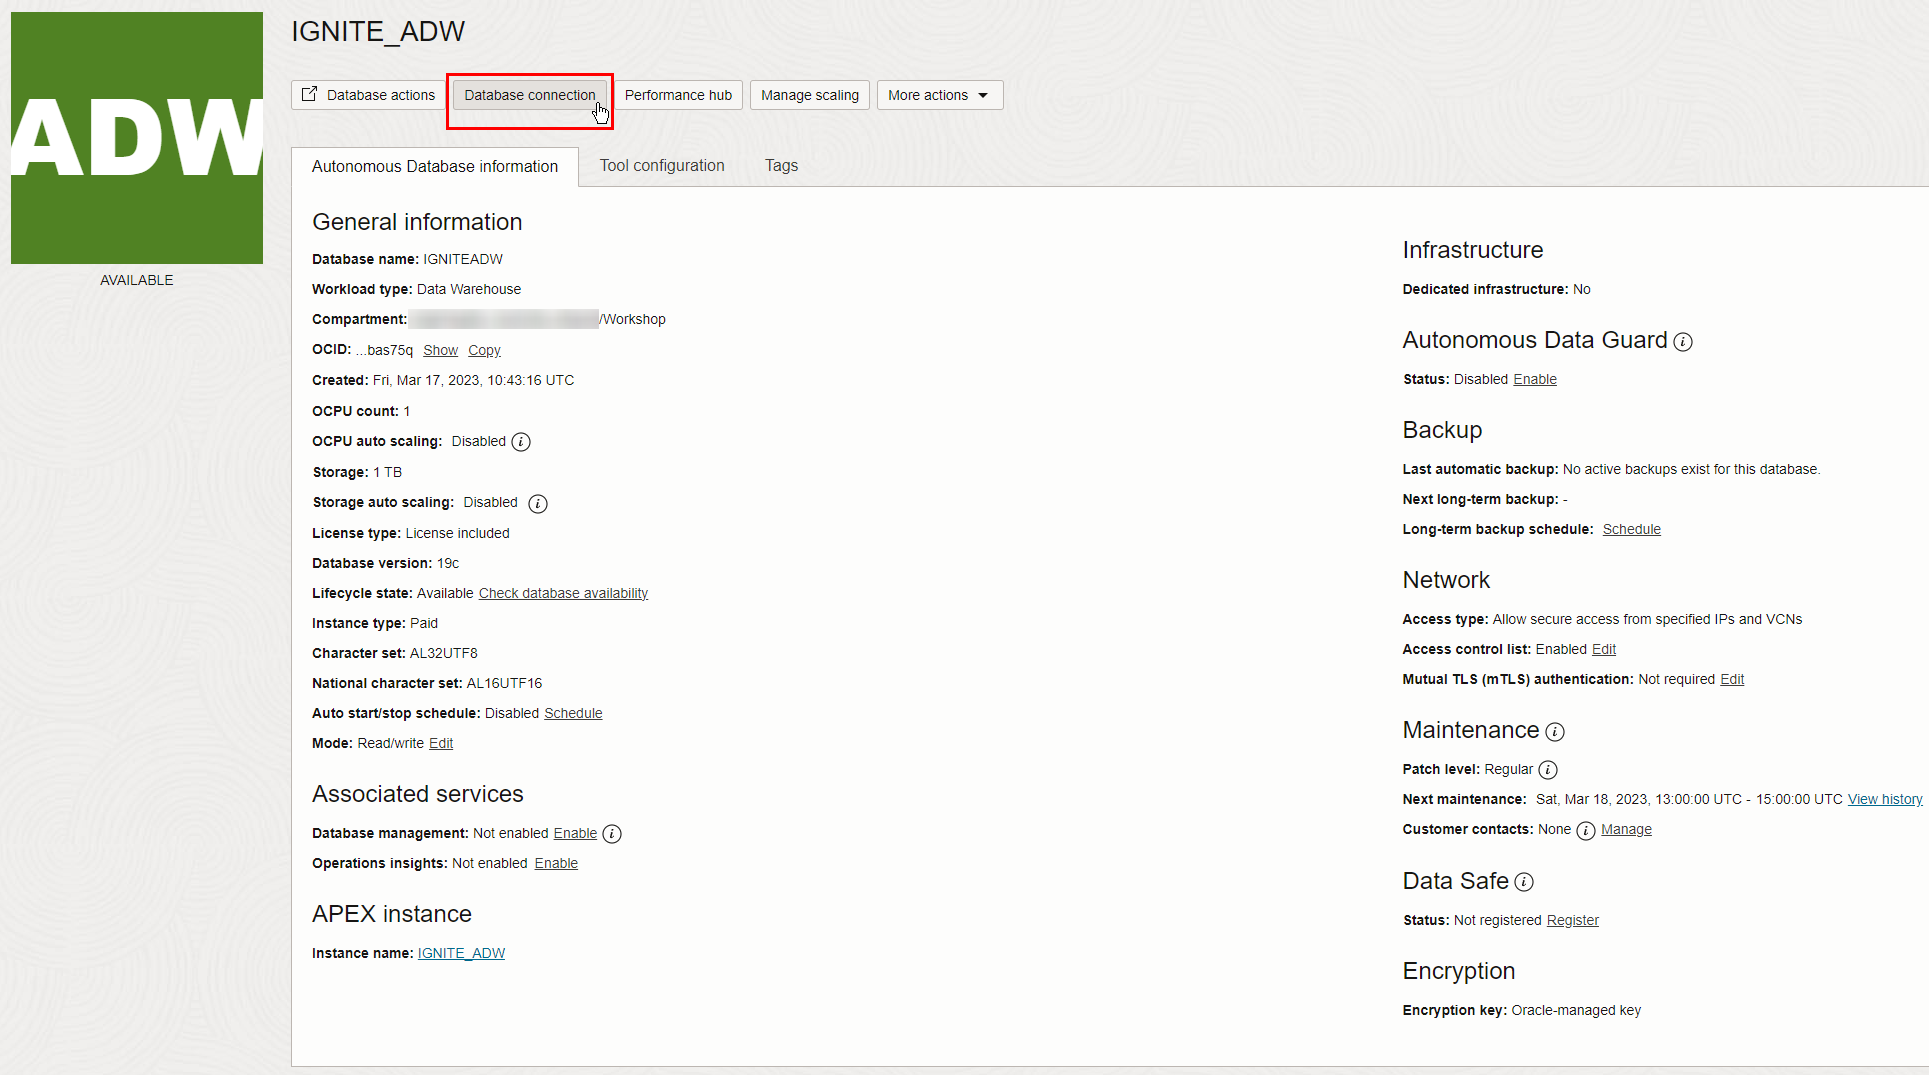 IGNITE_ADW
ADW
AVAILABLE
Database actions
Database connection
Performance hub
Manage scaling
More actions
Autonomous Database information
Tool configuration
Tags
General information
Database name: IGNITEADW
Workload type: Data Warehouse
Compartment: /Workshop
OCID: ...bas75q Show Copy
Created: Fri, Mar 17, 2023, 10:43:16 UTC
OCPU count: 1
OCPU auto scaling: Disabled i
Storage: 1 TB
Storage auto scaling: Disabled i
License type: License included
Database version: 19c
Lifecycle state: Available Check database availability
Instance type: Paid
Character set: AL32UTF8
National character set: AL16UTF16
Auto start/stop schedule: Disabled Schedule
Mode: Read/write Edit
Associated services
Database management: Not enabled Enable i
Operations insights: Not enabled Enable
APEX instance
Instance name: IGNITE_ADW
Infrastructure
Dedicated infrastructure: No
Autonomous Data Guard i
Status: Disabled Enable
Backup
Last automatic backup: No active backups exist for this database.
Next long-term backup: -
Long-term backup schedule: Schedule
Network
Access type: Allow secure access from specified IPs and VCNs
Access control list: Enabled Edit
Mutual TLS (mTLS) authentication: Not required Edit
Maintenance i
Patch level: Regular i
Next maintenance: Sat, Mar 18, 2023, 13:00:00 UTC - 15:00:00 UTC View history
Customer contacts: None i Manage
Data Safe i
Status: Not registered Register
Encryption
Encryption key: Oracle-managed key